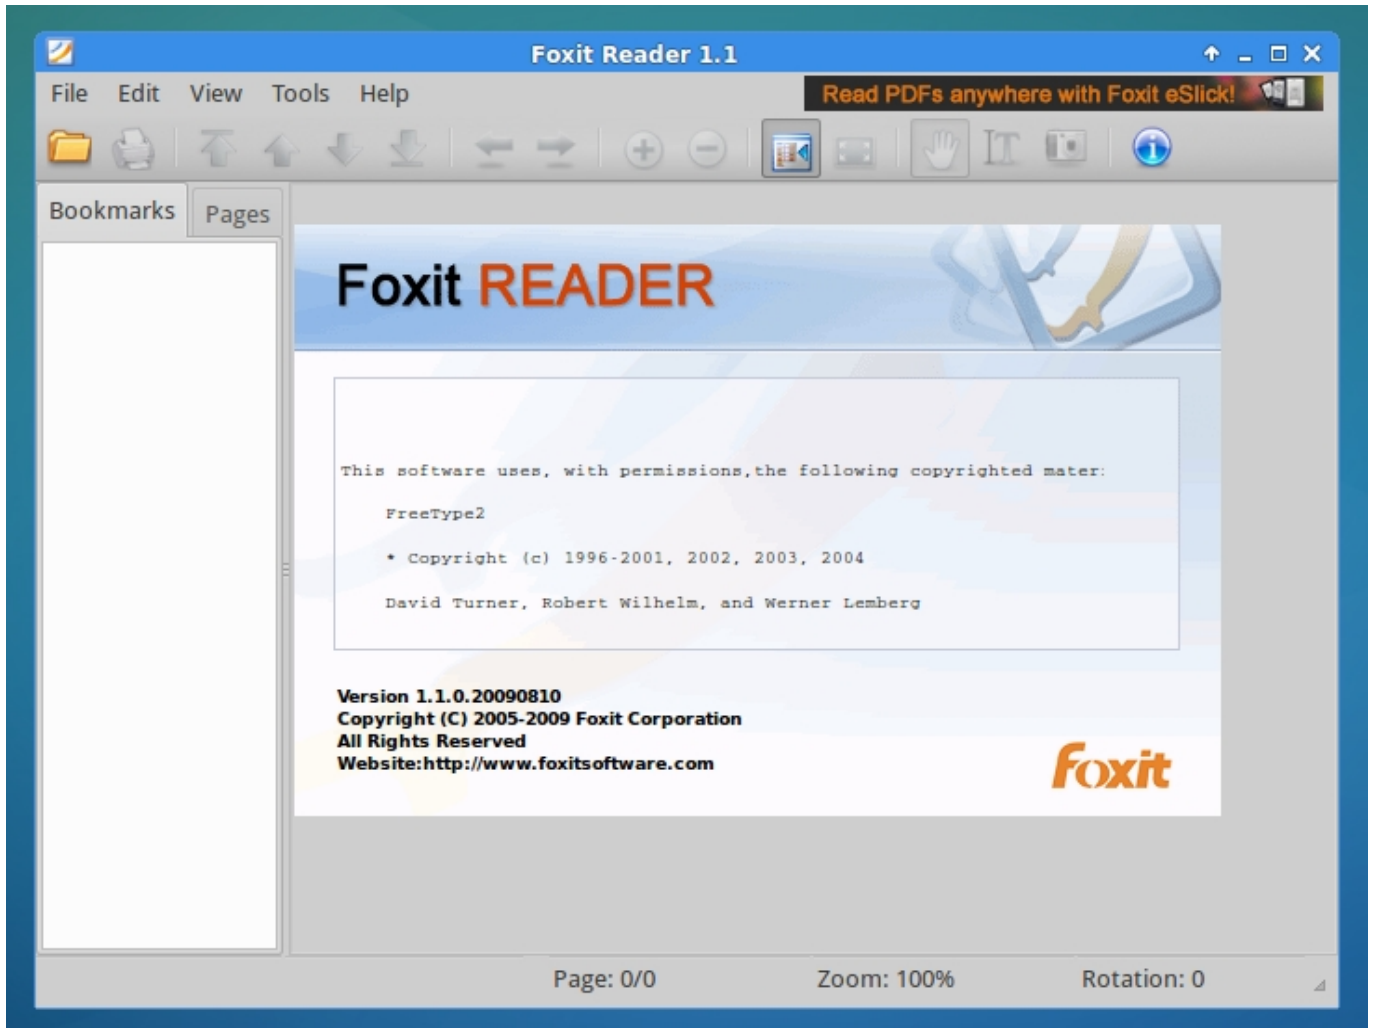 Foxit Reader 1.1
File Edit View Tools Help
Read PDFs anywhere with Foxit eSlick!
Bookmarks Pages
Foxit READER
This software uses, with permissions,the following copyrighted mater
FreeType2
* Copyright (c) 1996-2001, 2002, 2003, 2004
David Turner, Robert Wilhelm, and Werner Lemberg
Version 1.1.0.20090810
Copyright (C) 2005-2009 Foxit Corporation
All Rights Reserved
Website:http://www.foxitsoftware.com
foxit
Page: 0/0 Zoom: 100% Rotation: 0